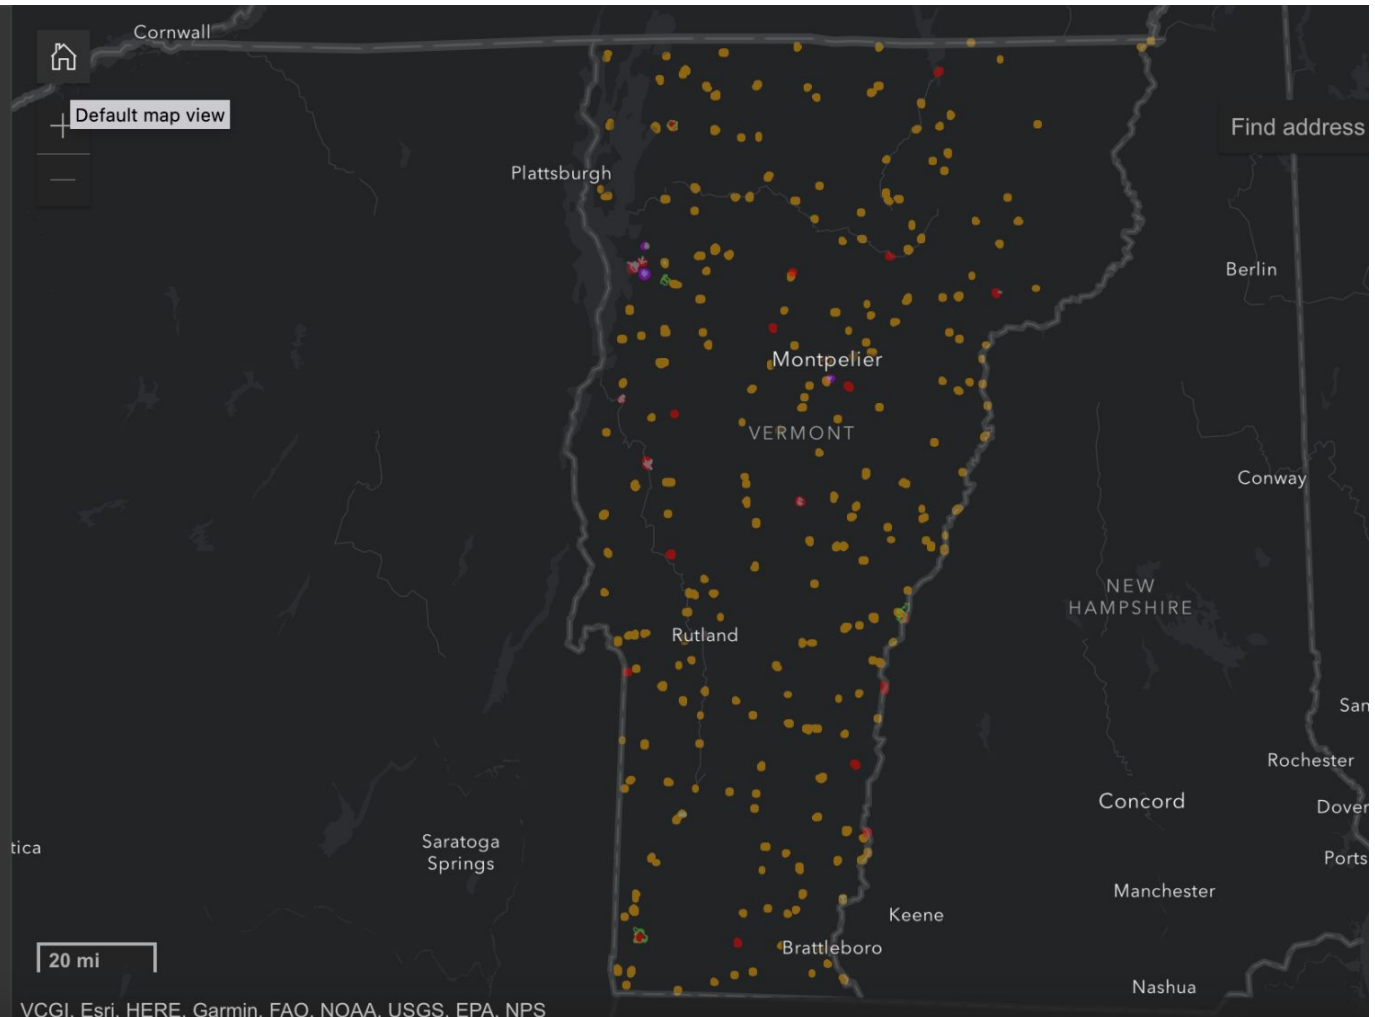 Cornwall
Default map view
Find address
Plattsburgh
Berlin
Montpelier
VERMONT
Conway
NEW
HAMPSHIRE
Rutland
San
Rochester
Concord
Dover
Saratoga
Springs
tica
Ports
Manchester
Keene
Brattleboro
20 mi
Nashua
VCGI, Esri, HERE, Garmin, FAO, NOAA, USGS, EPA, NPS